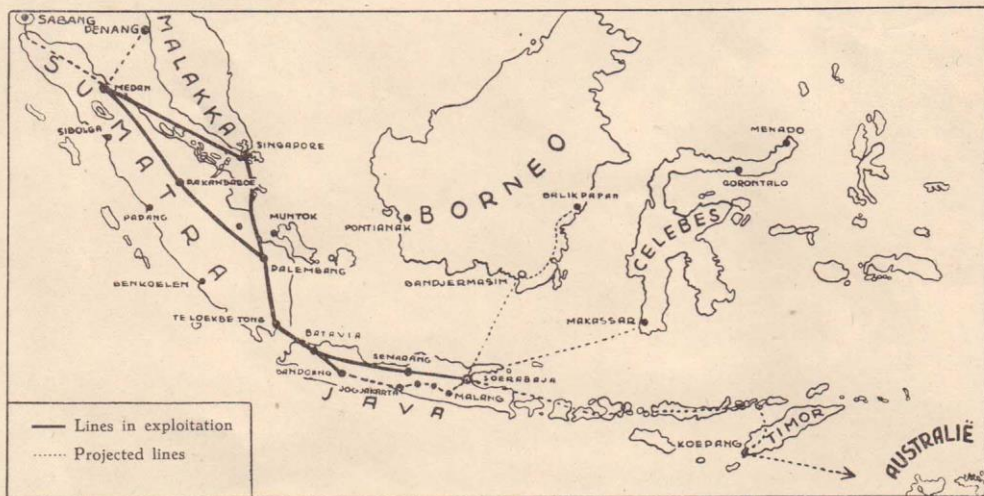 SABANG
PENANG
MALAKKA
SUMATRA
MEDAN
SIBOLGA
SINGAPORE
PAKANBAROE
PADANG
MUNTOK
PALEMBANG
BENKOELEN
TELOEKBETONG
BORNEO
PONTIANAK
BALIKPAPAN
BANDJERMASIN
CELEBES
MENADO
GORONTALO
MAKASSAR
BATAVIA
SEMARANG
BANDOENG
JOGJAKARTA
SOERABAJA
MALANG
JAVA
KOEPANG
TIMOR
AUSTRALIË
Lines in exploitation
Projected lines